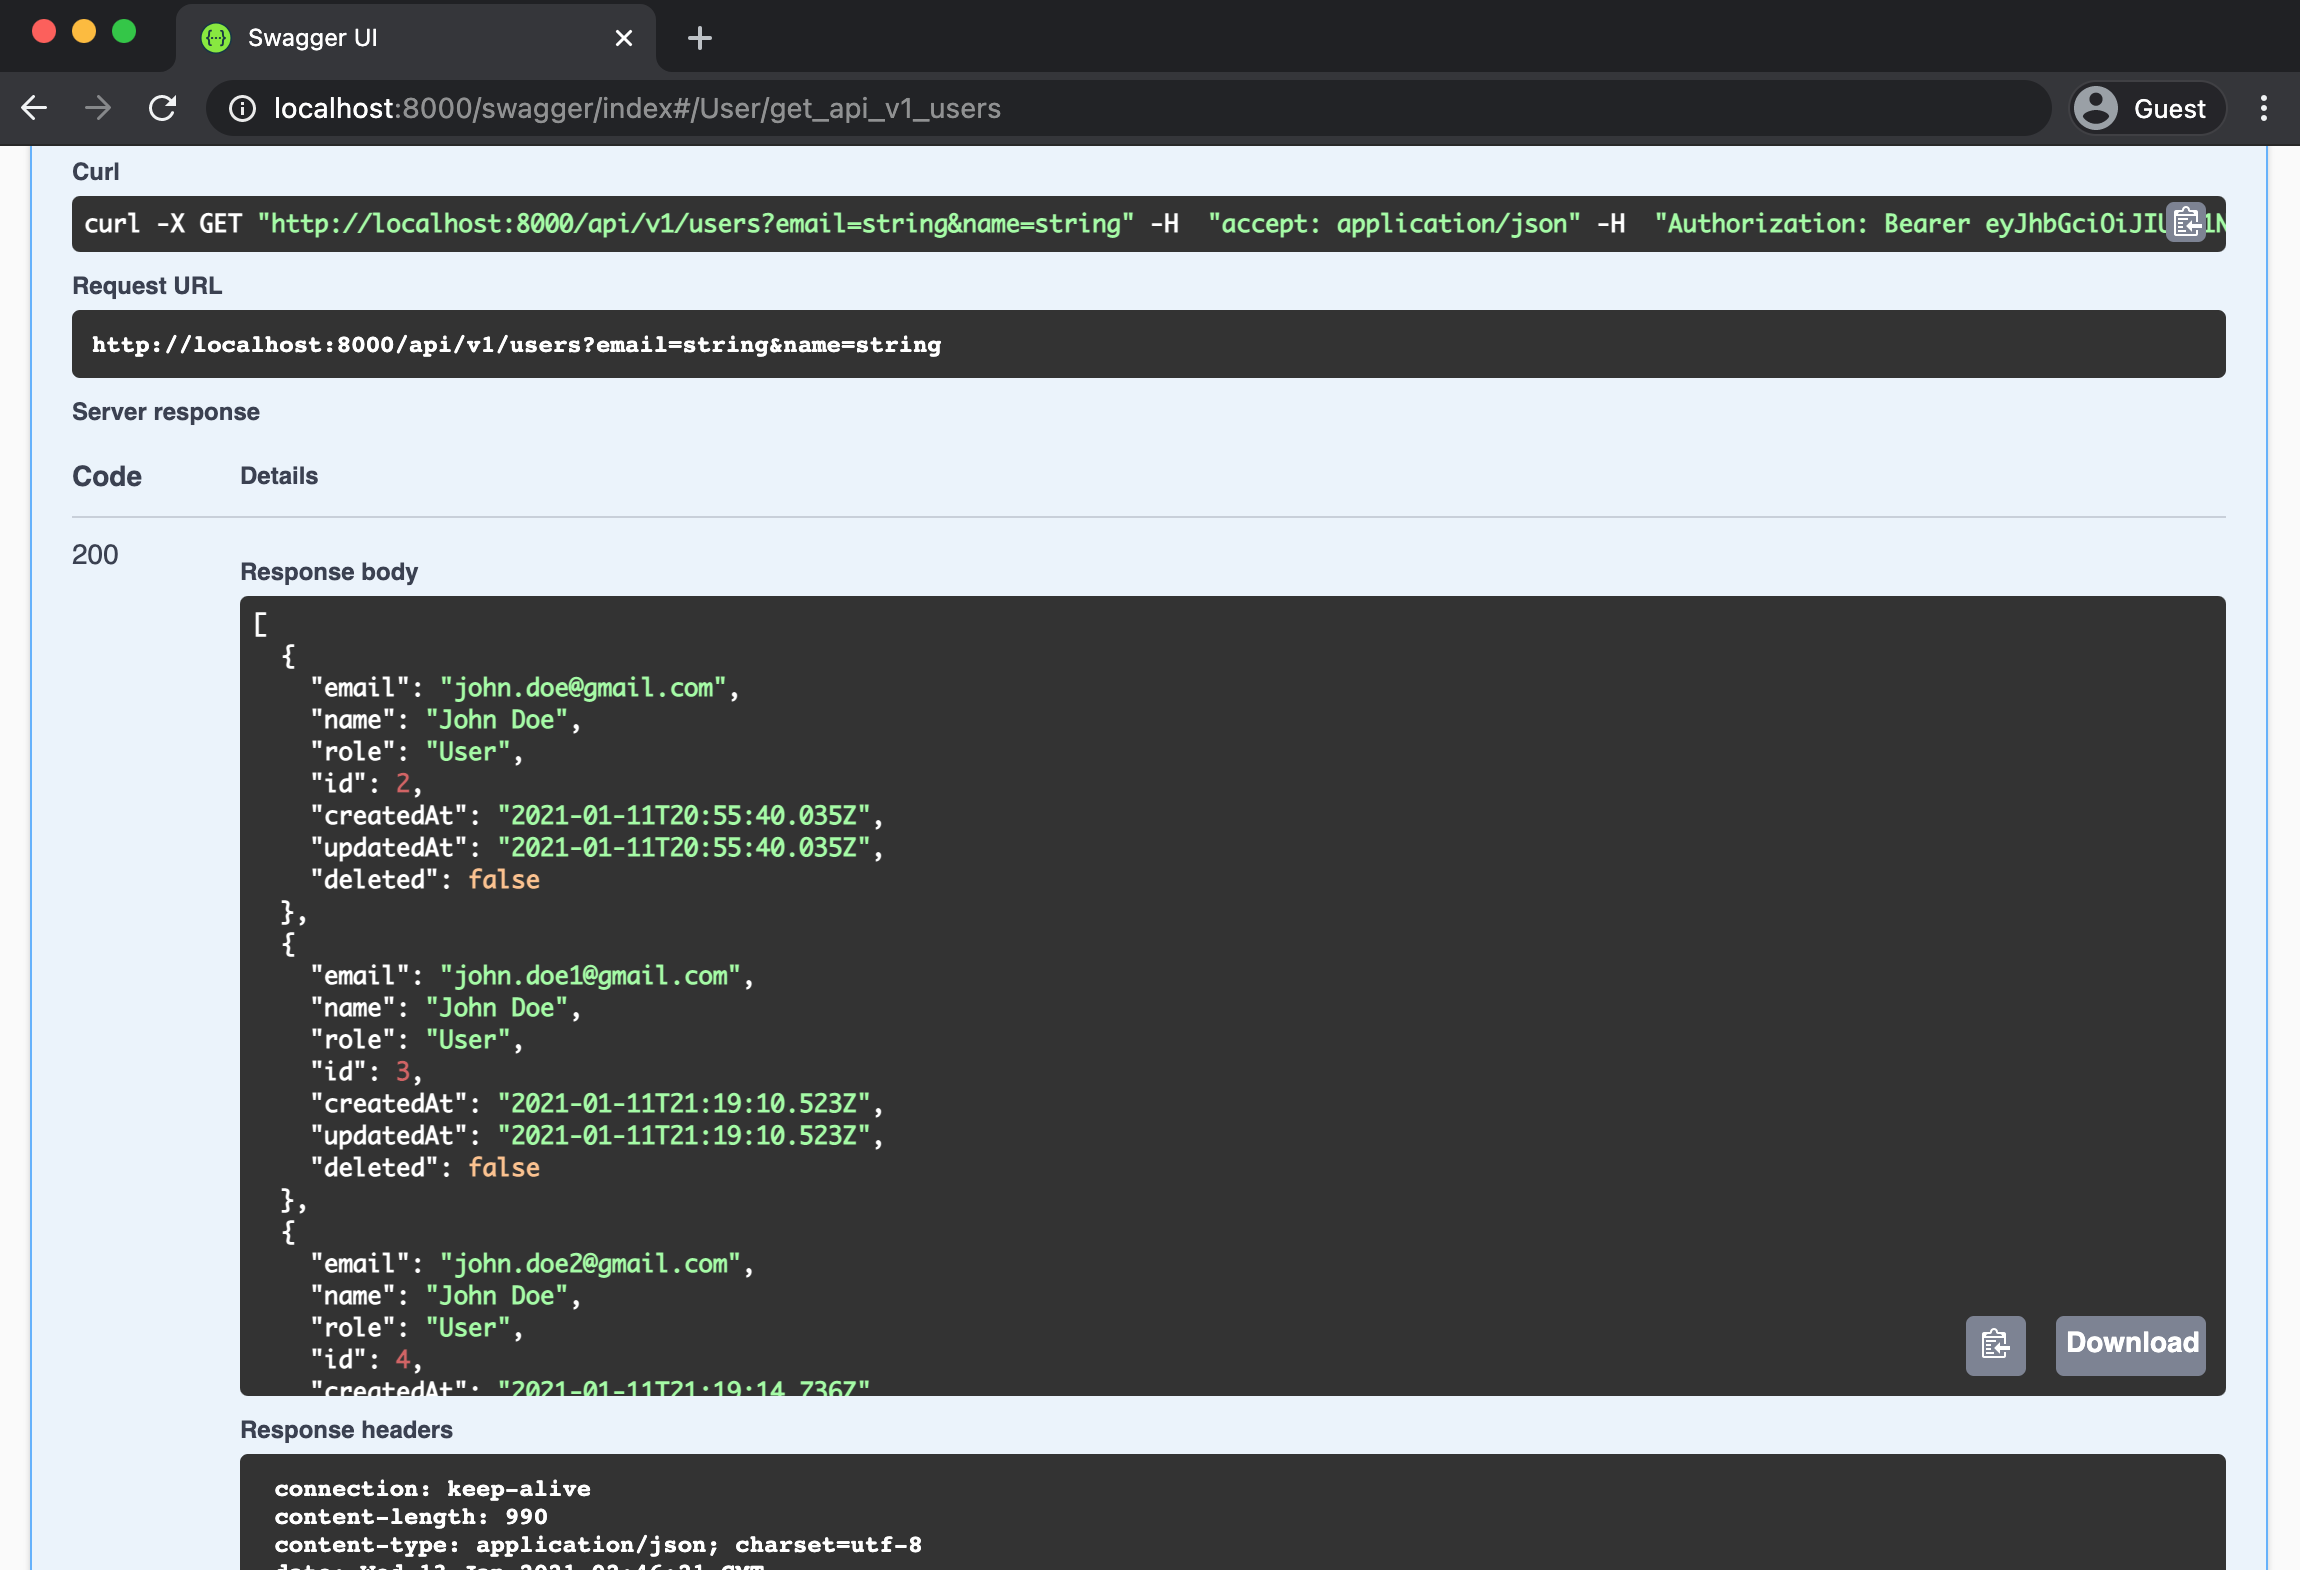 Swagger UI
localhost:8000/swagger/index#/User/get_api_v1_users
Guest
Curl
curl -X GET "http://localhost:8000/api/v1/users?email=string&name=string" -H  "accept: application/json" -H  "Authorization: Bearer
Request URL
http://localhost:8000/api/v1/users?email=string&name=string
Server response
Code Details
200
Response body
[
  {
    "email": "john.doe@gmail.com",
    "name": "John Doe",
    "role": "User",
    "id": 2,
    "createdAt": "2021-01-11T20:55:40.035Z",
    "updatedAt": "2021-01-11T20:55:40.035Z",
    "deleted": false
  },
  {
    "email": "john.doe1@gmail.com",
    "name": "John Doe",
    "role": "User",
    "id": 3,
    "createdAt": "2021-01-11T21:19:10.523Z",
    "updatedAt": "2021-01-11T21:19:10.523Z",
    "deleted": false
  },
  {
    "email": "john.doe2@gmail.com",
    "name": "John Doe",
    "role": "User",
    "id": 4,
    "createdAt": "2021-01-11T21:19:14.736Z"
Download
Response headers
connection: keep-alive
content-length: 990
content-type: application/json; charset=utf-8